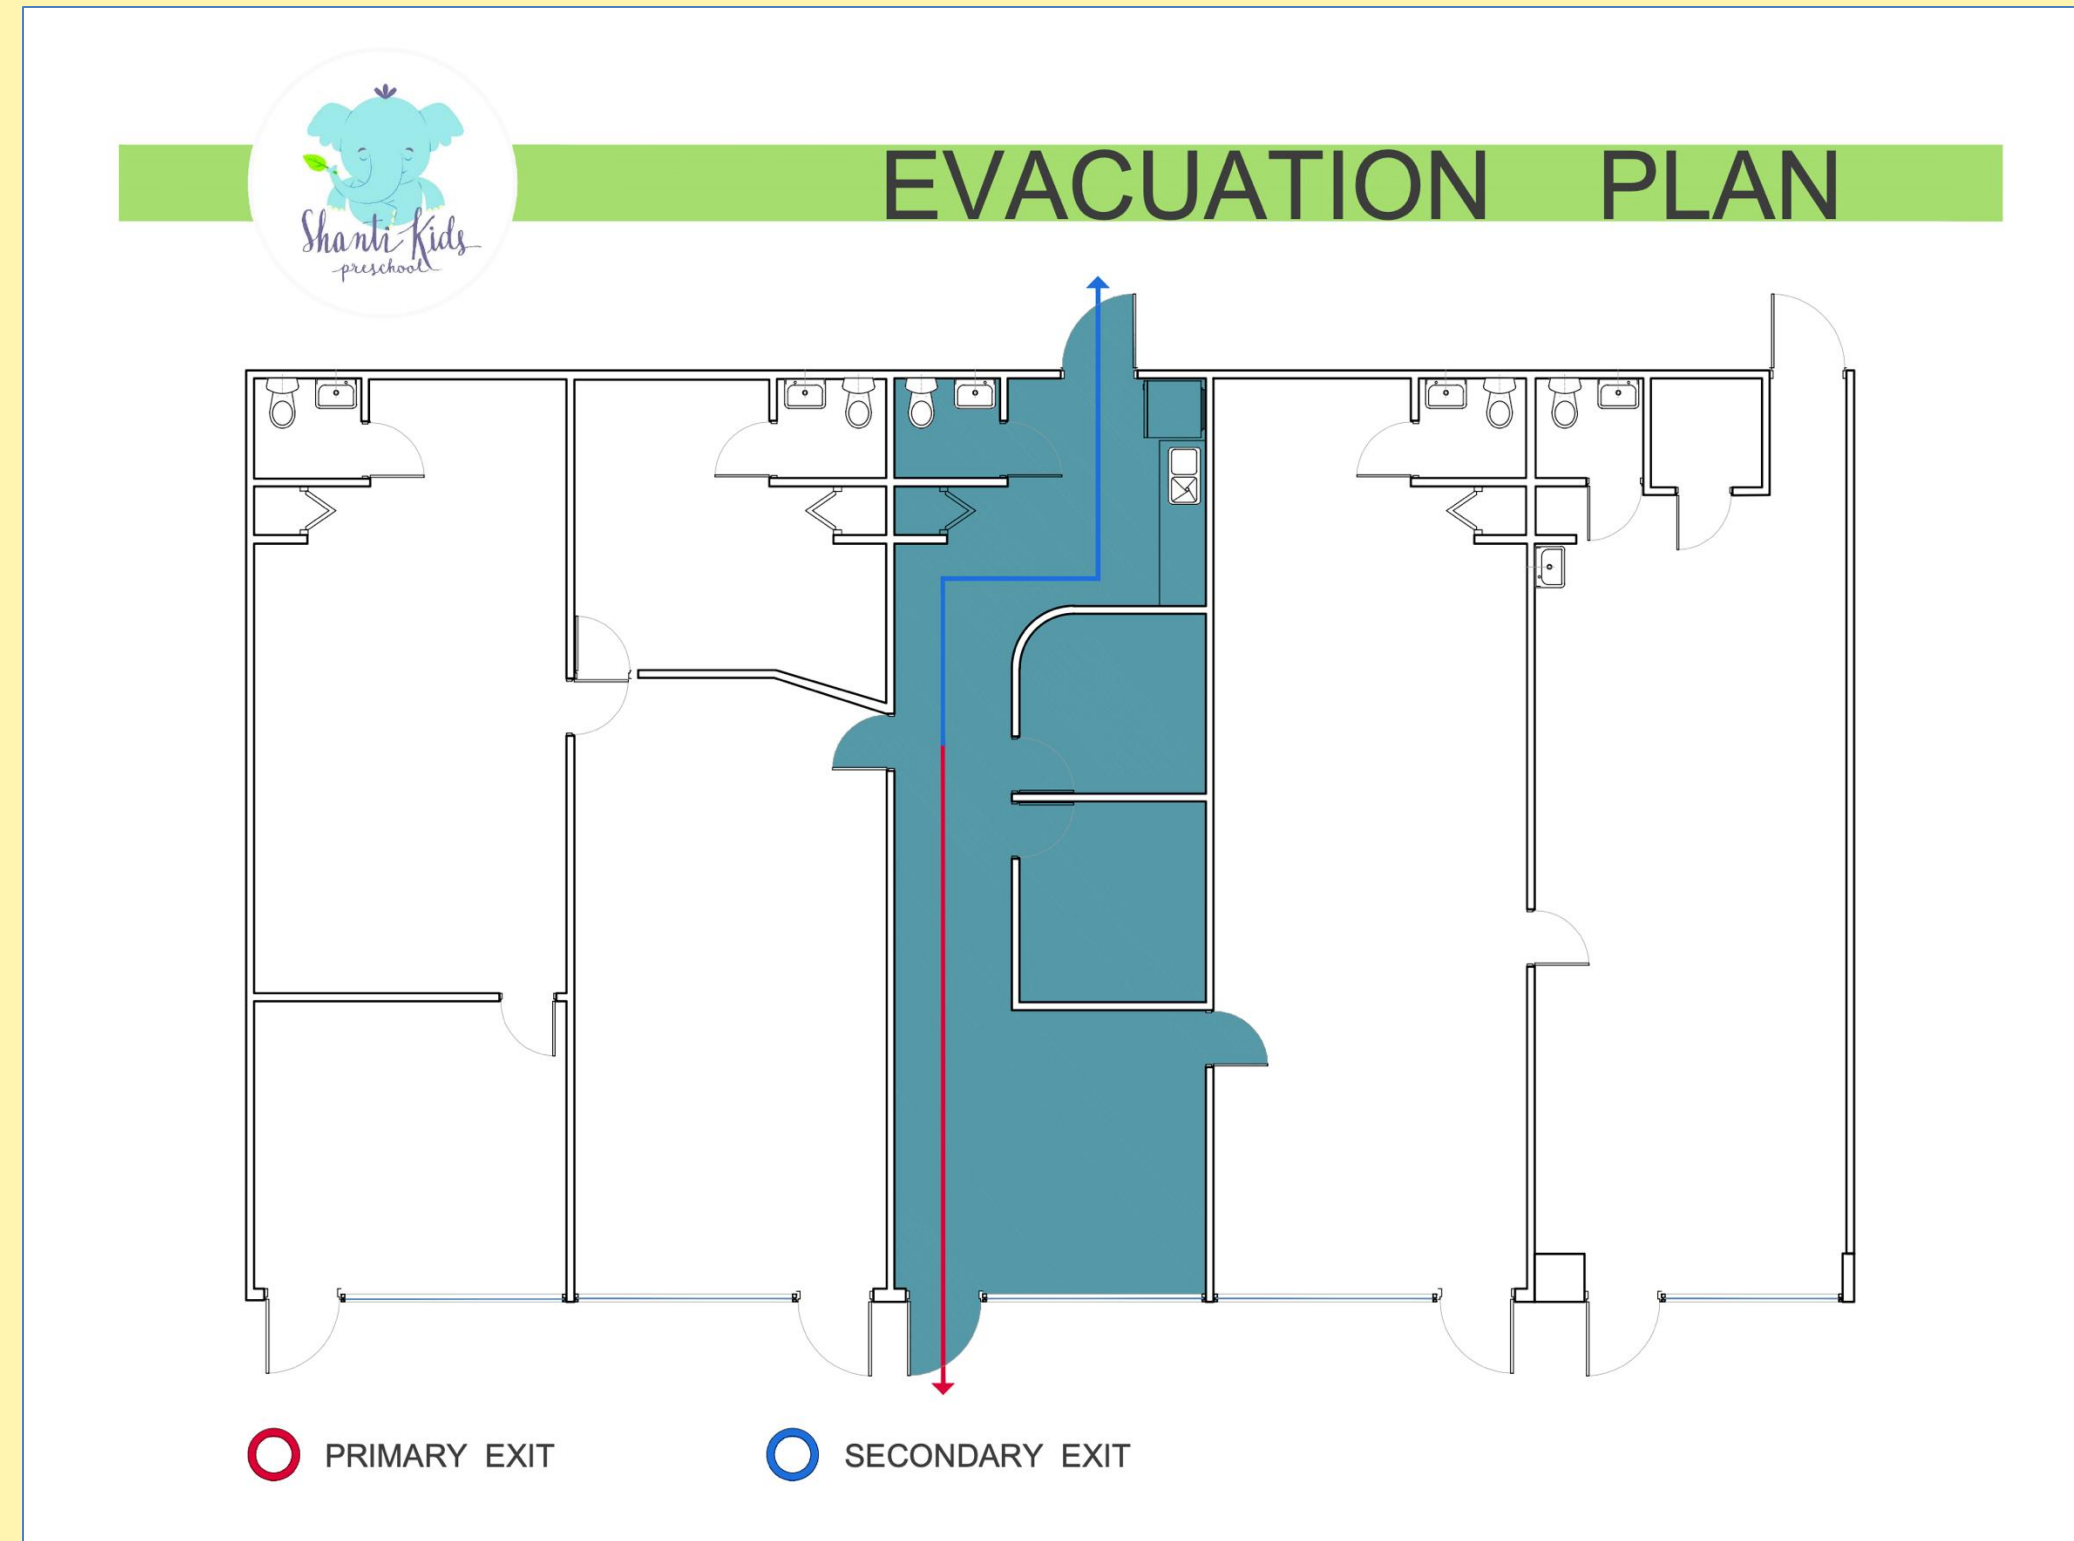 Shanti Kids
preschool
EVACUATION PLAN
PRIMARY EXIT
SECONDARY EXIT